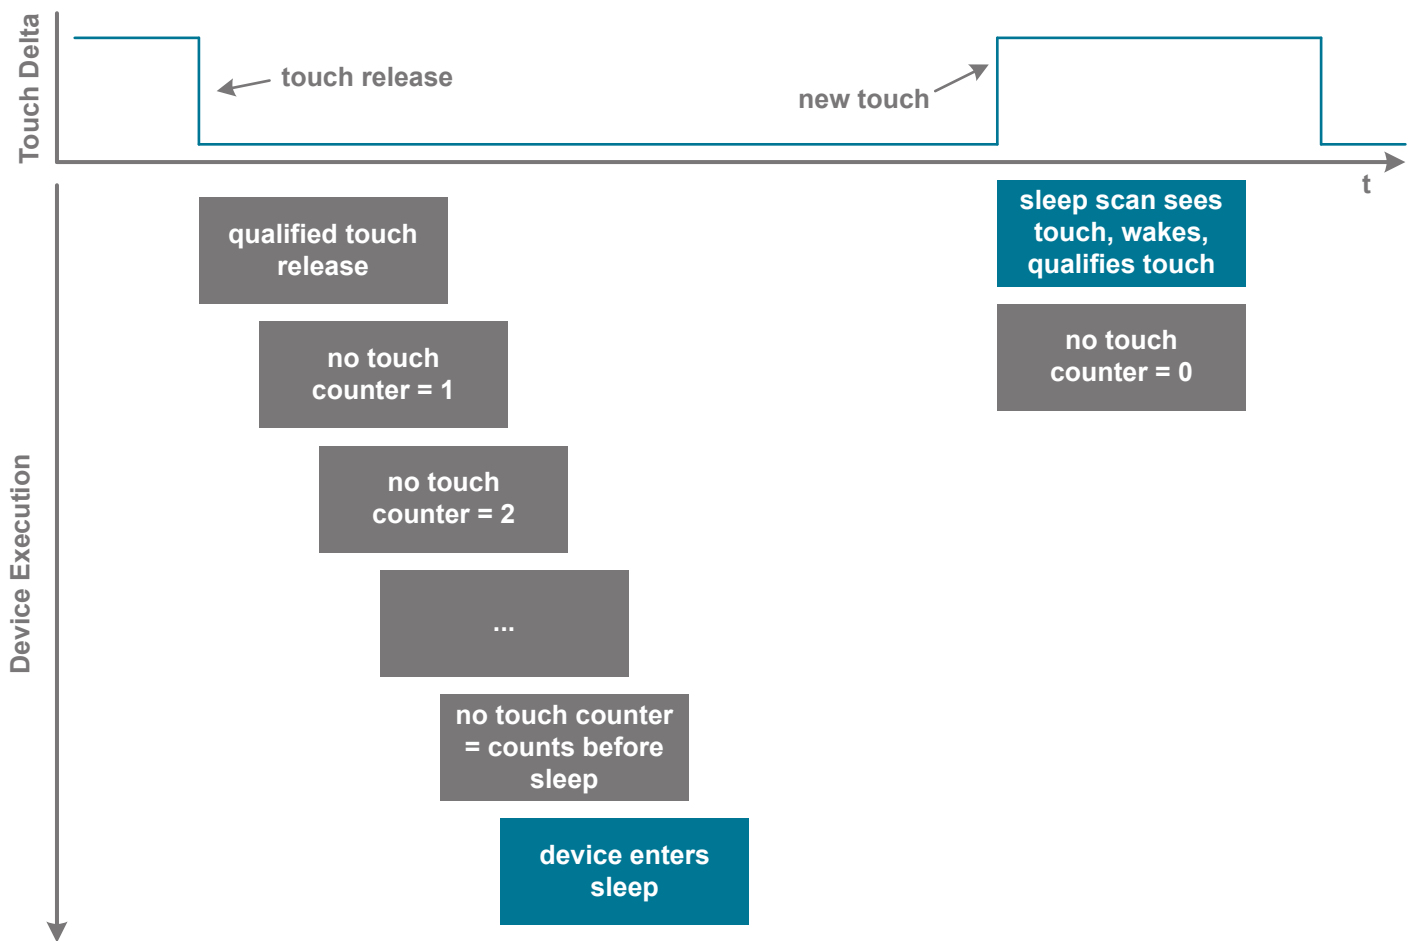 Touch Delta
touch release
new touch
t
Device Execution
qualified touch
release
no touch
counter = 1
no touch
counter = 2
...
no touch counter
= counts before
sleep
device enters
sleep
sleep scan sees
touch, wakes,
qualifies touch
no touch
counter = 0